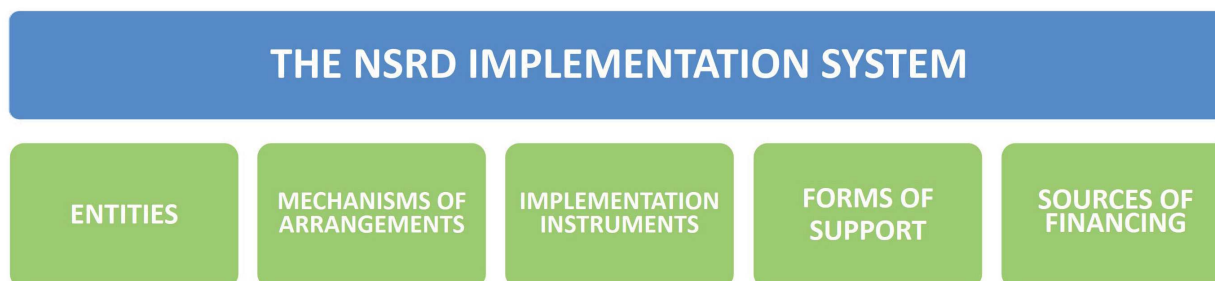 THE NSRD IMPLEMENTATION SYSTEM
ENTITIES
MECHANISMS OF
ARRANGEMENTS
IMPLEMENTATION
INSTRUMENTS
FORMS OF
SUPPORT
SOURCES OF
FINANCING